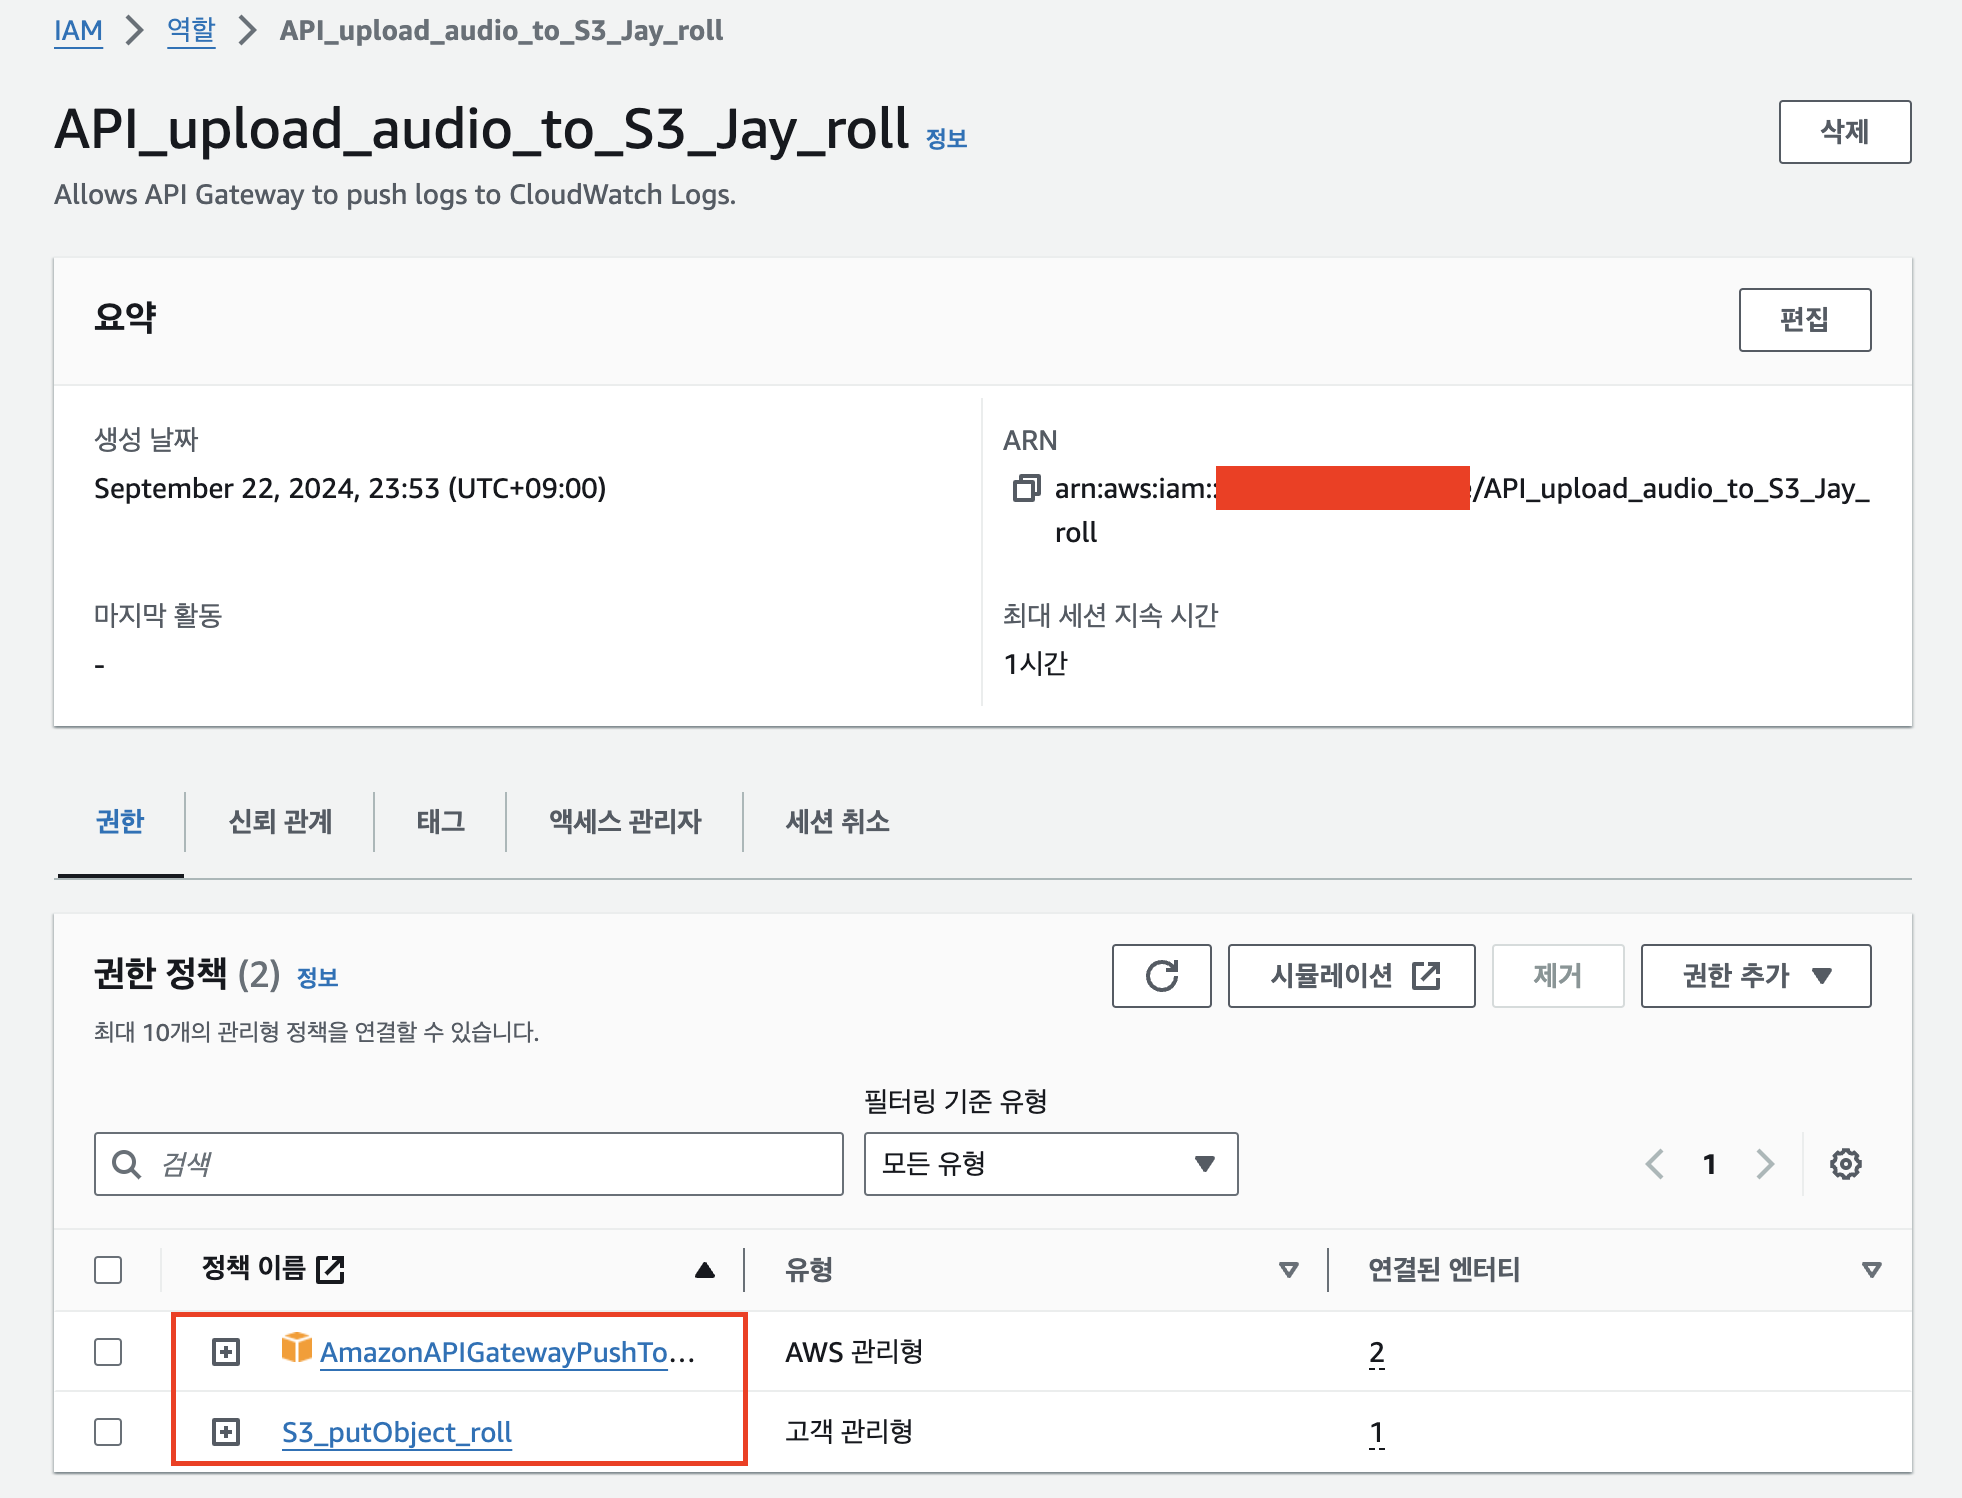 IAM > 역할 > API_upload_audio_to_S3_Jay_roll
API_upload_audio_to_S3_Jay_roll 정보
삭제
Allows API Gateway to push logs to CloudWatch Logs.
요약
편집
생성 날짜
September 22, 2024, 23:53 (UTC+09:00)
ARN
arn:aws:iam:: /API_upload_audio_to_S3_Jay_
roll
마지막 활동
-
최대 세션 지속 시간
1시간
권한 신뢰 관계 태그 액세스 관리자 세션 취소
권한 정책 (2) 정보
시뮬레이션 제거 권한 추가
최대 10개의 관리형 정책을 연결할 수 있습니다.
필터링 기준 유형
검색 모든 유형 1
정책 이름 유형 연결된 엔터티
AmazonAPIGatewayPushTo... AWS 관리형 2
S3_putObject_roll 고객 관리형 1